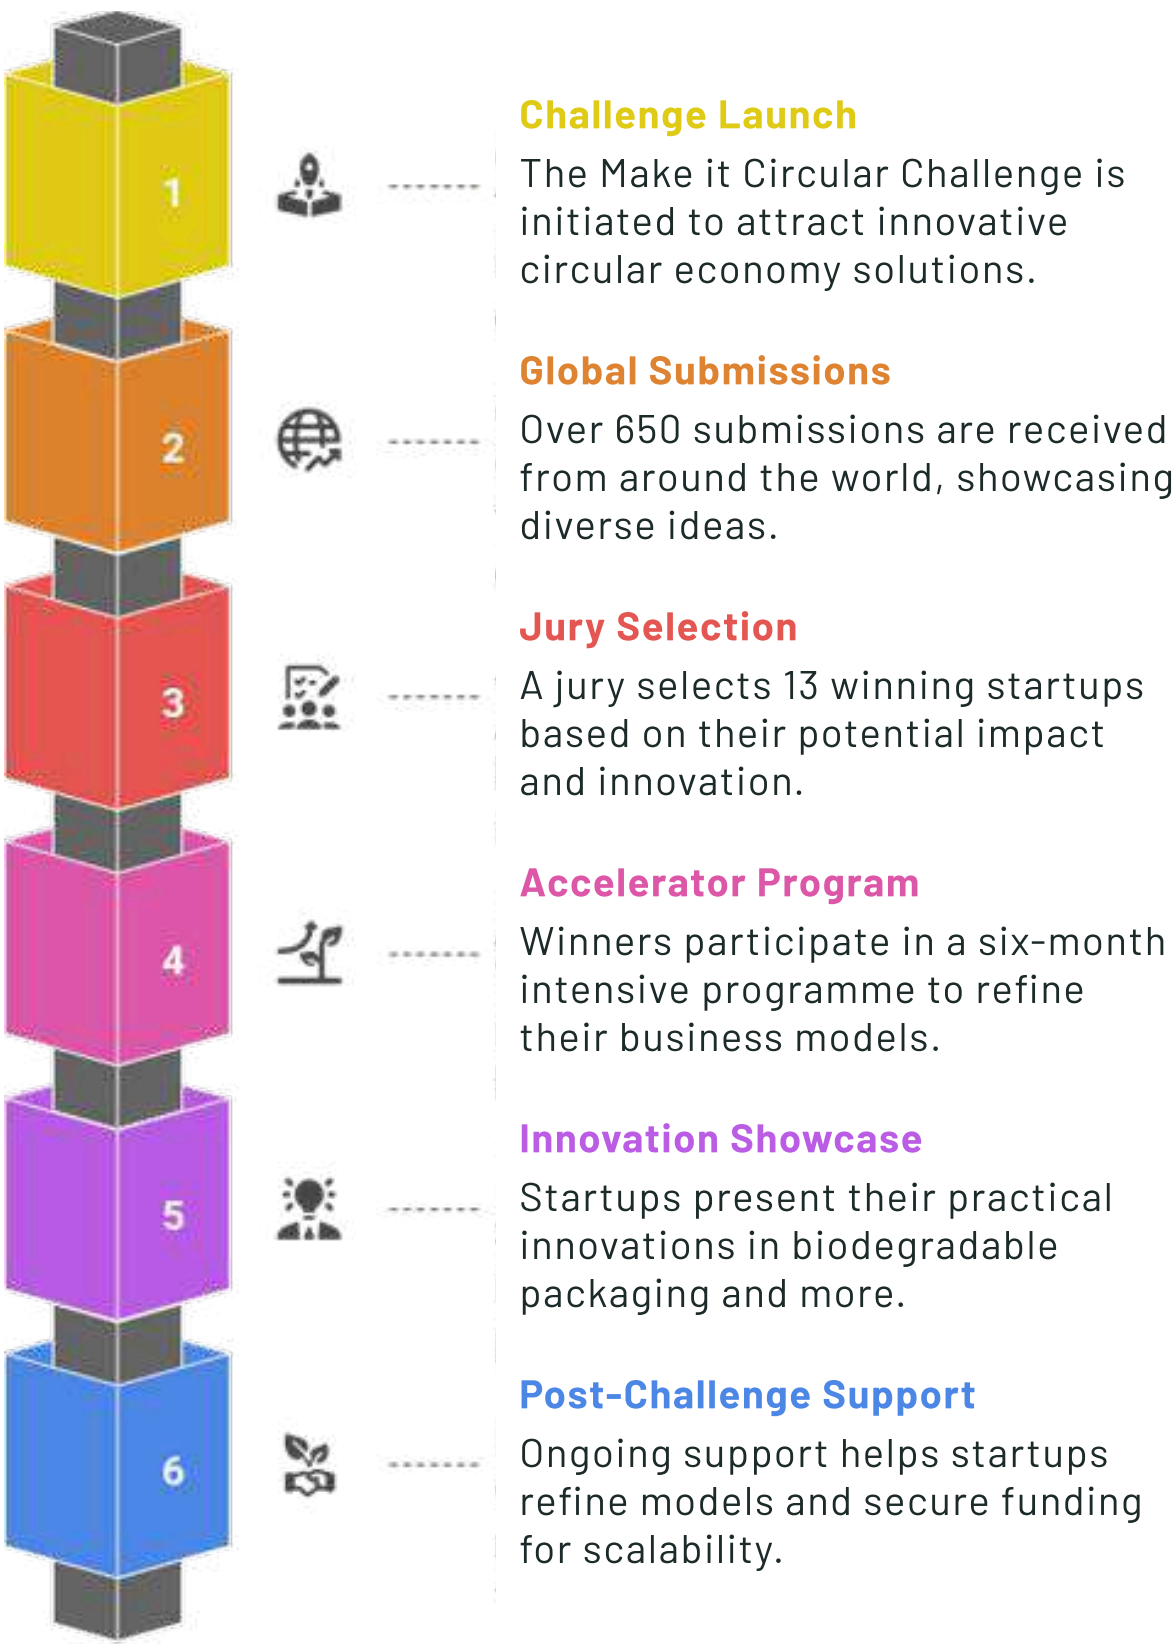 1
Challenge Launch
The Make it Circular Challenge is
initiated to attract innovative
circular economy solutions.
2
Global Submissions
Over 650 submissions are received
from around the world, showcasing
diverse ideas.
3
Jury Selection
A jury selects 13 winning startups
based on their potential impact
and innovation.
4
Accelerator Program
Winners participate in a six-month
intensive programme to refine
their business models.
5
Innovation Showcase
Startups present their practical
innovations in biodegradable
packaging and more.
6
Post-Challenge Support
Ongoing support helps startups
refine models and secure funding
for scalability.